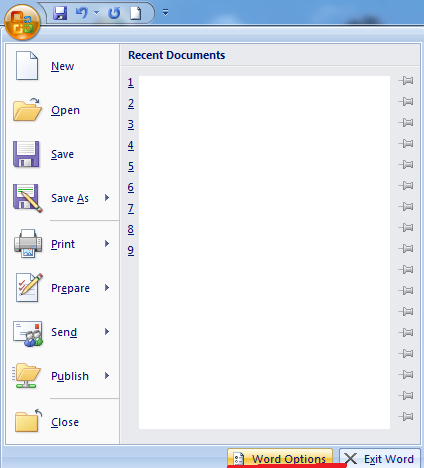 Recent Documents
New
Open
Save
Save As
Print
Prepare
Send
Publish
Close
1
2
3
4
5
6
7
8
9
Word Options
Exit Word